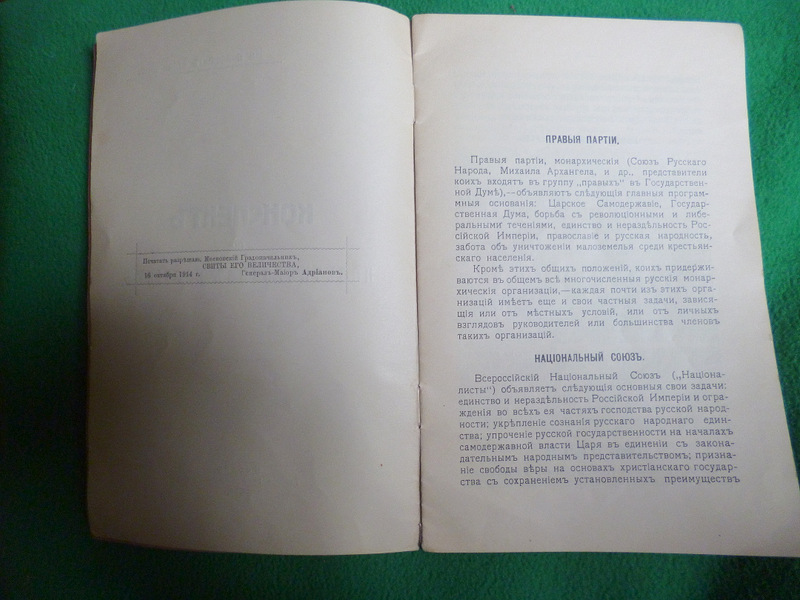 Печатать разрѣшаю. Московскій Градоначальникъ,
СВИТЫ ЕГО ВЕЛИЧЕСТВА,
16 октября 1914 г. Генералъ-Маіоръ Адріановъ.
ПРАВЫЯ ПАРТІИ.
Правыя партіи, монархическія (Союзъ Русскаго
Народа, Михаила Архангела, и др., представители
коихъ входятъ въ группу „правыхъ" въ Государствен-
ной Думѣ),—объявляютъ слѣдующія главныя програм-
мныя основанія: Царское Самодержавіе, Государ-
ственная Дума, борьба съ революціонными и либе-
ральными теченіями, единство и нераздѣльность Рос-
сійской Имперіи, православіе и русская народность,
забота объ уничтоженіи малоземелья среди крестьян-
скаго населенія.
Кромѣ этихъ общихъ положеній, коихъ придержи-
ваются въ общемъ всѣ многочисленныя русскія монар-
хическія организаціи,—каждая почти изъ этихъ орга-
низацій имѣетъ еще и свои частныя задачи, завися-
щія или отъ мѣстныхъ условій, или отъ личныхъ
взглядовъ руководителей или большинства членовъ
такихъ организацій.
НАЦІОНАЛЬНЫЙ СОЮЗЪ.
Всероссійскій Національный Союзъ („Націона-
листы") объявляетъ слѣдующія основныя свои задачи:
единство и нераздѣльность Россійской Имперіи и огра-
жденія во всѣхъ ея частяхъ господства русской народ-
ности; укрѣпленіе сознанія русскаго народнаго един-
ства; упроченіе русской государственности на началахъ
самодержавной власти Царя въ единеніи съ законо-
дательнымъ народнымъ представительствомъ; призна-
ніе свободы вѣры на основахъ христіанскаго государ-
ства съ сохраненіемъ установленныхъ преимуществъ